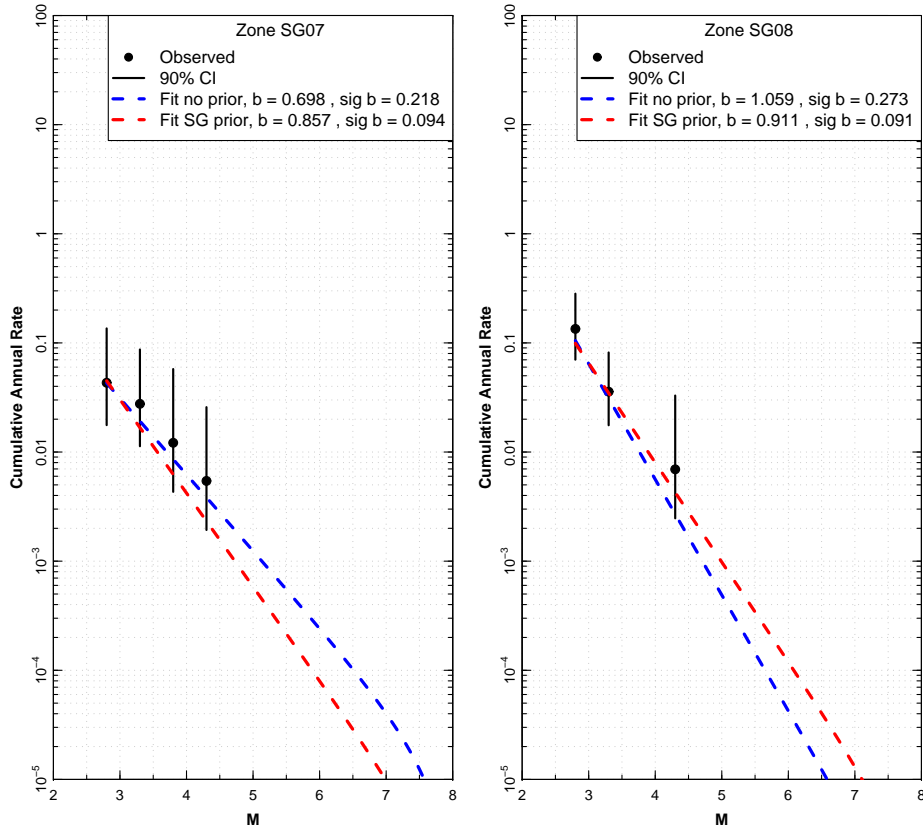 Zone SG07
Observed
90% CI
Fit no prior, b = 0.698 , sig b = 0.218
Fit SG prior, b = 0.857 , sig b = 0.094
100
10
1
0.1
0.01
10⁻³
10⁻⁴
10⁻⁵
Cumulative Annual Rate
2 3 4 5 6 7 8
M
Zone SG08
Observed
90% CI
Fit no prior, b = 1.059 , sig b = 0.273
Fit SG prior, b = 0.911 , sig b = 0.091
100
10
1
0.1
0.01
10⁻³
10⁻⁴
10⁻⁵
Cumulative Annual Rate
2 3 4 5 6 7 8
M